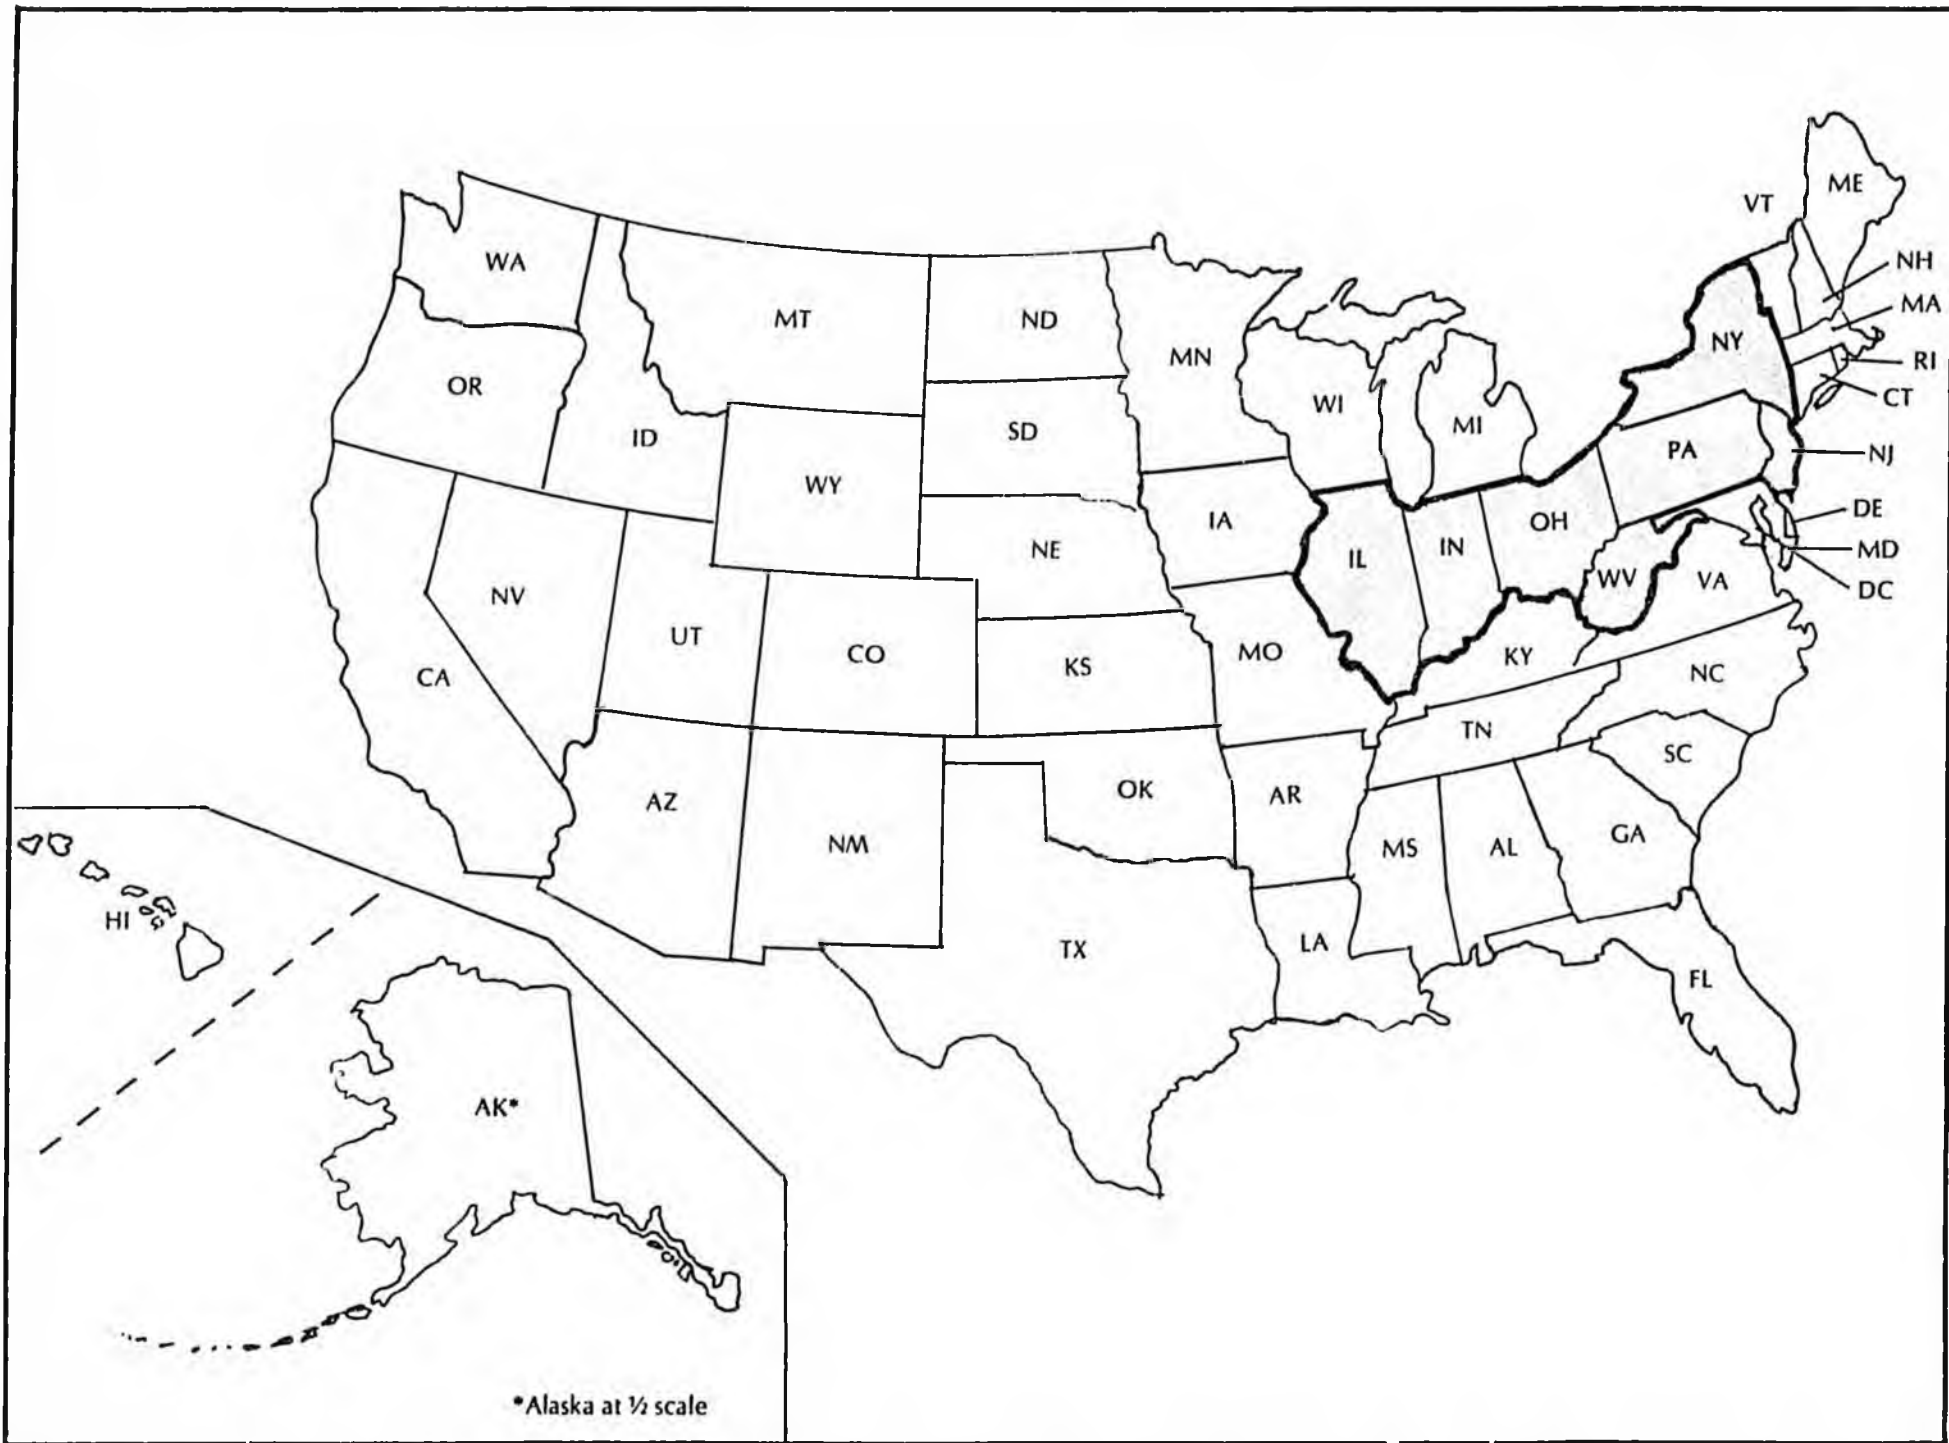 ME
VT
WA
NH
MT
ND
MA
MN
NY
RI
OR
CT
WI
ID
SD
MI
PA
NJ
WY
IA
DE
OH
NE
IN
MD
IL
WV
VA
DC
NV
UT
CO
MO
KY
KS
CA
NC
TN
SC
AZ
OK
AR
GA
NM
MS
AL
HI
LA
TX
FL
AK*
*Alaska at ½ scale